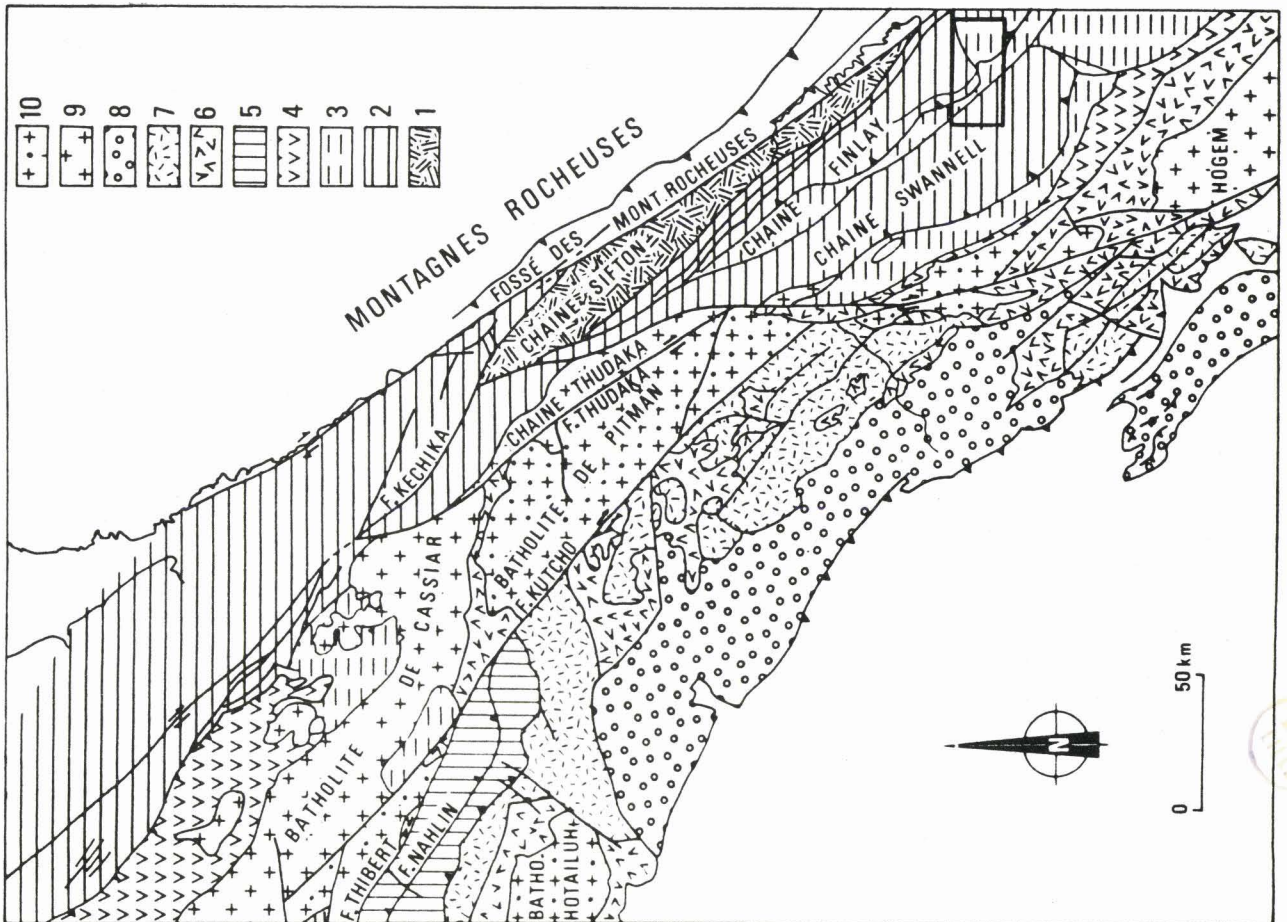 10
9
8
7
6
5
4
3
2
1
MONTAGNES ROCHEUSES
FOSSÉ DES MONT. ROCHEUSES
CHAINE SIFTON
CHAINE FINLAY
CHAINE SWANNELL
HOGEM
F. KECHIKA
CHAINE THUDAKA
F. THUDAKA
BATHOLITE DE PITMAN
F. KUTCHO
BATHOLITE DE CASSIAR
F. THIBERT
F. NAHLIN
BATHO.
HOTAILUH
N
0 50 km